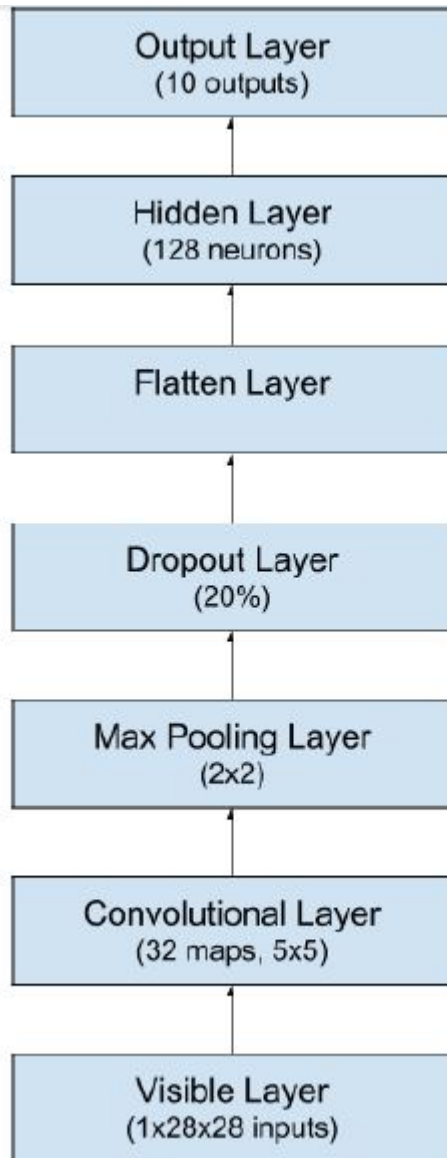 Output Layer
(10 outputs)
Hidden Layer
(128 neurons)
Flatten Layer
Dropout Layer
(20%)
Max Pooling Layer
(2x2)
Convolutional Layer
(32 maps, 5x5)
Visible Layer
(1x28x28 inputs)